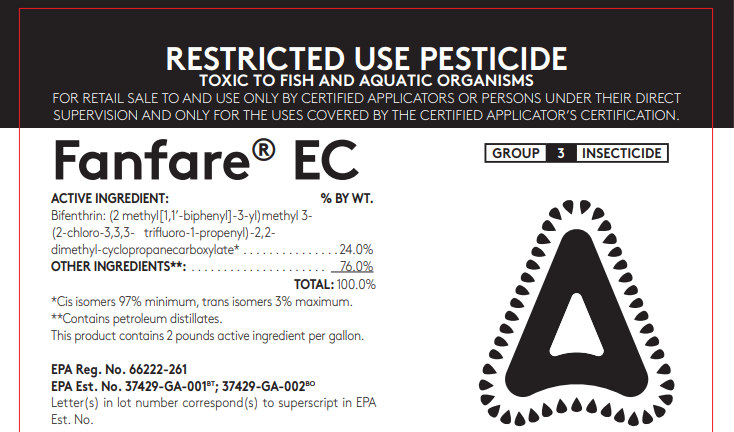 RESTRICTED USE PESTICIDE
TOXIC TO FISH AND AQUATIC ORGANISMS
FOR RETAIL SALE TO AND USE ONLY BY CERTIFIED APPLICATORS OR PERSONS UNDER THEIR DIRECT
SUPERVISION AND ONLY FOR THE USES COVERED BY THE CERTIFIED APPLICATOR'S CERTIFICATION.
Fanfare® EC
GROUP 3 INSECTICIDE
ACTIVE INGREDIENT: % BY WT.
Bifenthrin: (2 methyl[1,1'-biphenyl]-3-yl)methyl 3-
(2-chloro-3,3,3- trifluoro-1-propenyl)-2,2-
dimethyl-cyclopropanecarboxylate* . . . . . . . . . . . . . . . 24.0%
OTHER INGREDIENTS**: . . . . . . . . . . . . . . . . . . . . . 76.0%
TOTAL: 100.0%
*Cis isomers 97% minimum, trans isomers 3% maximum.
**Contains petroleum distillates.
This product contains 2 pounds active ingredient per gallon.
EPA Reg. No. 66222-261
EPA Est. No. 37429-GA-001ᴮᵀ; 37429-GA-002ᴮᴼ
Letter(s) in lot number correspond(s) to superscript in EPA
Est. No.